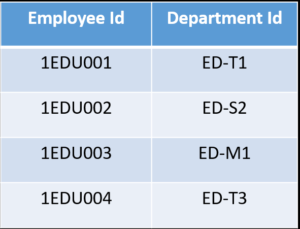 Employee Id Department Id
1EDU001 ED-T1
1EDU002 ED-S2
1EDU003 ED-M1
1EDU004 ED-T3